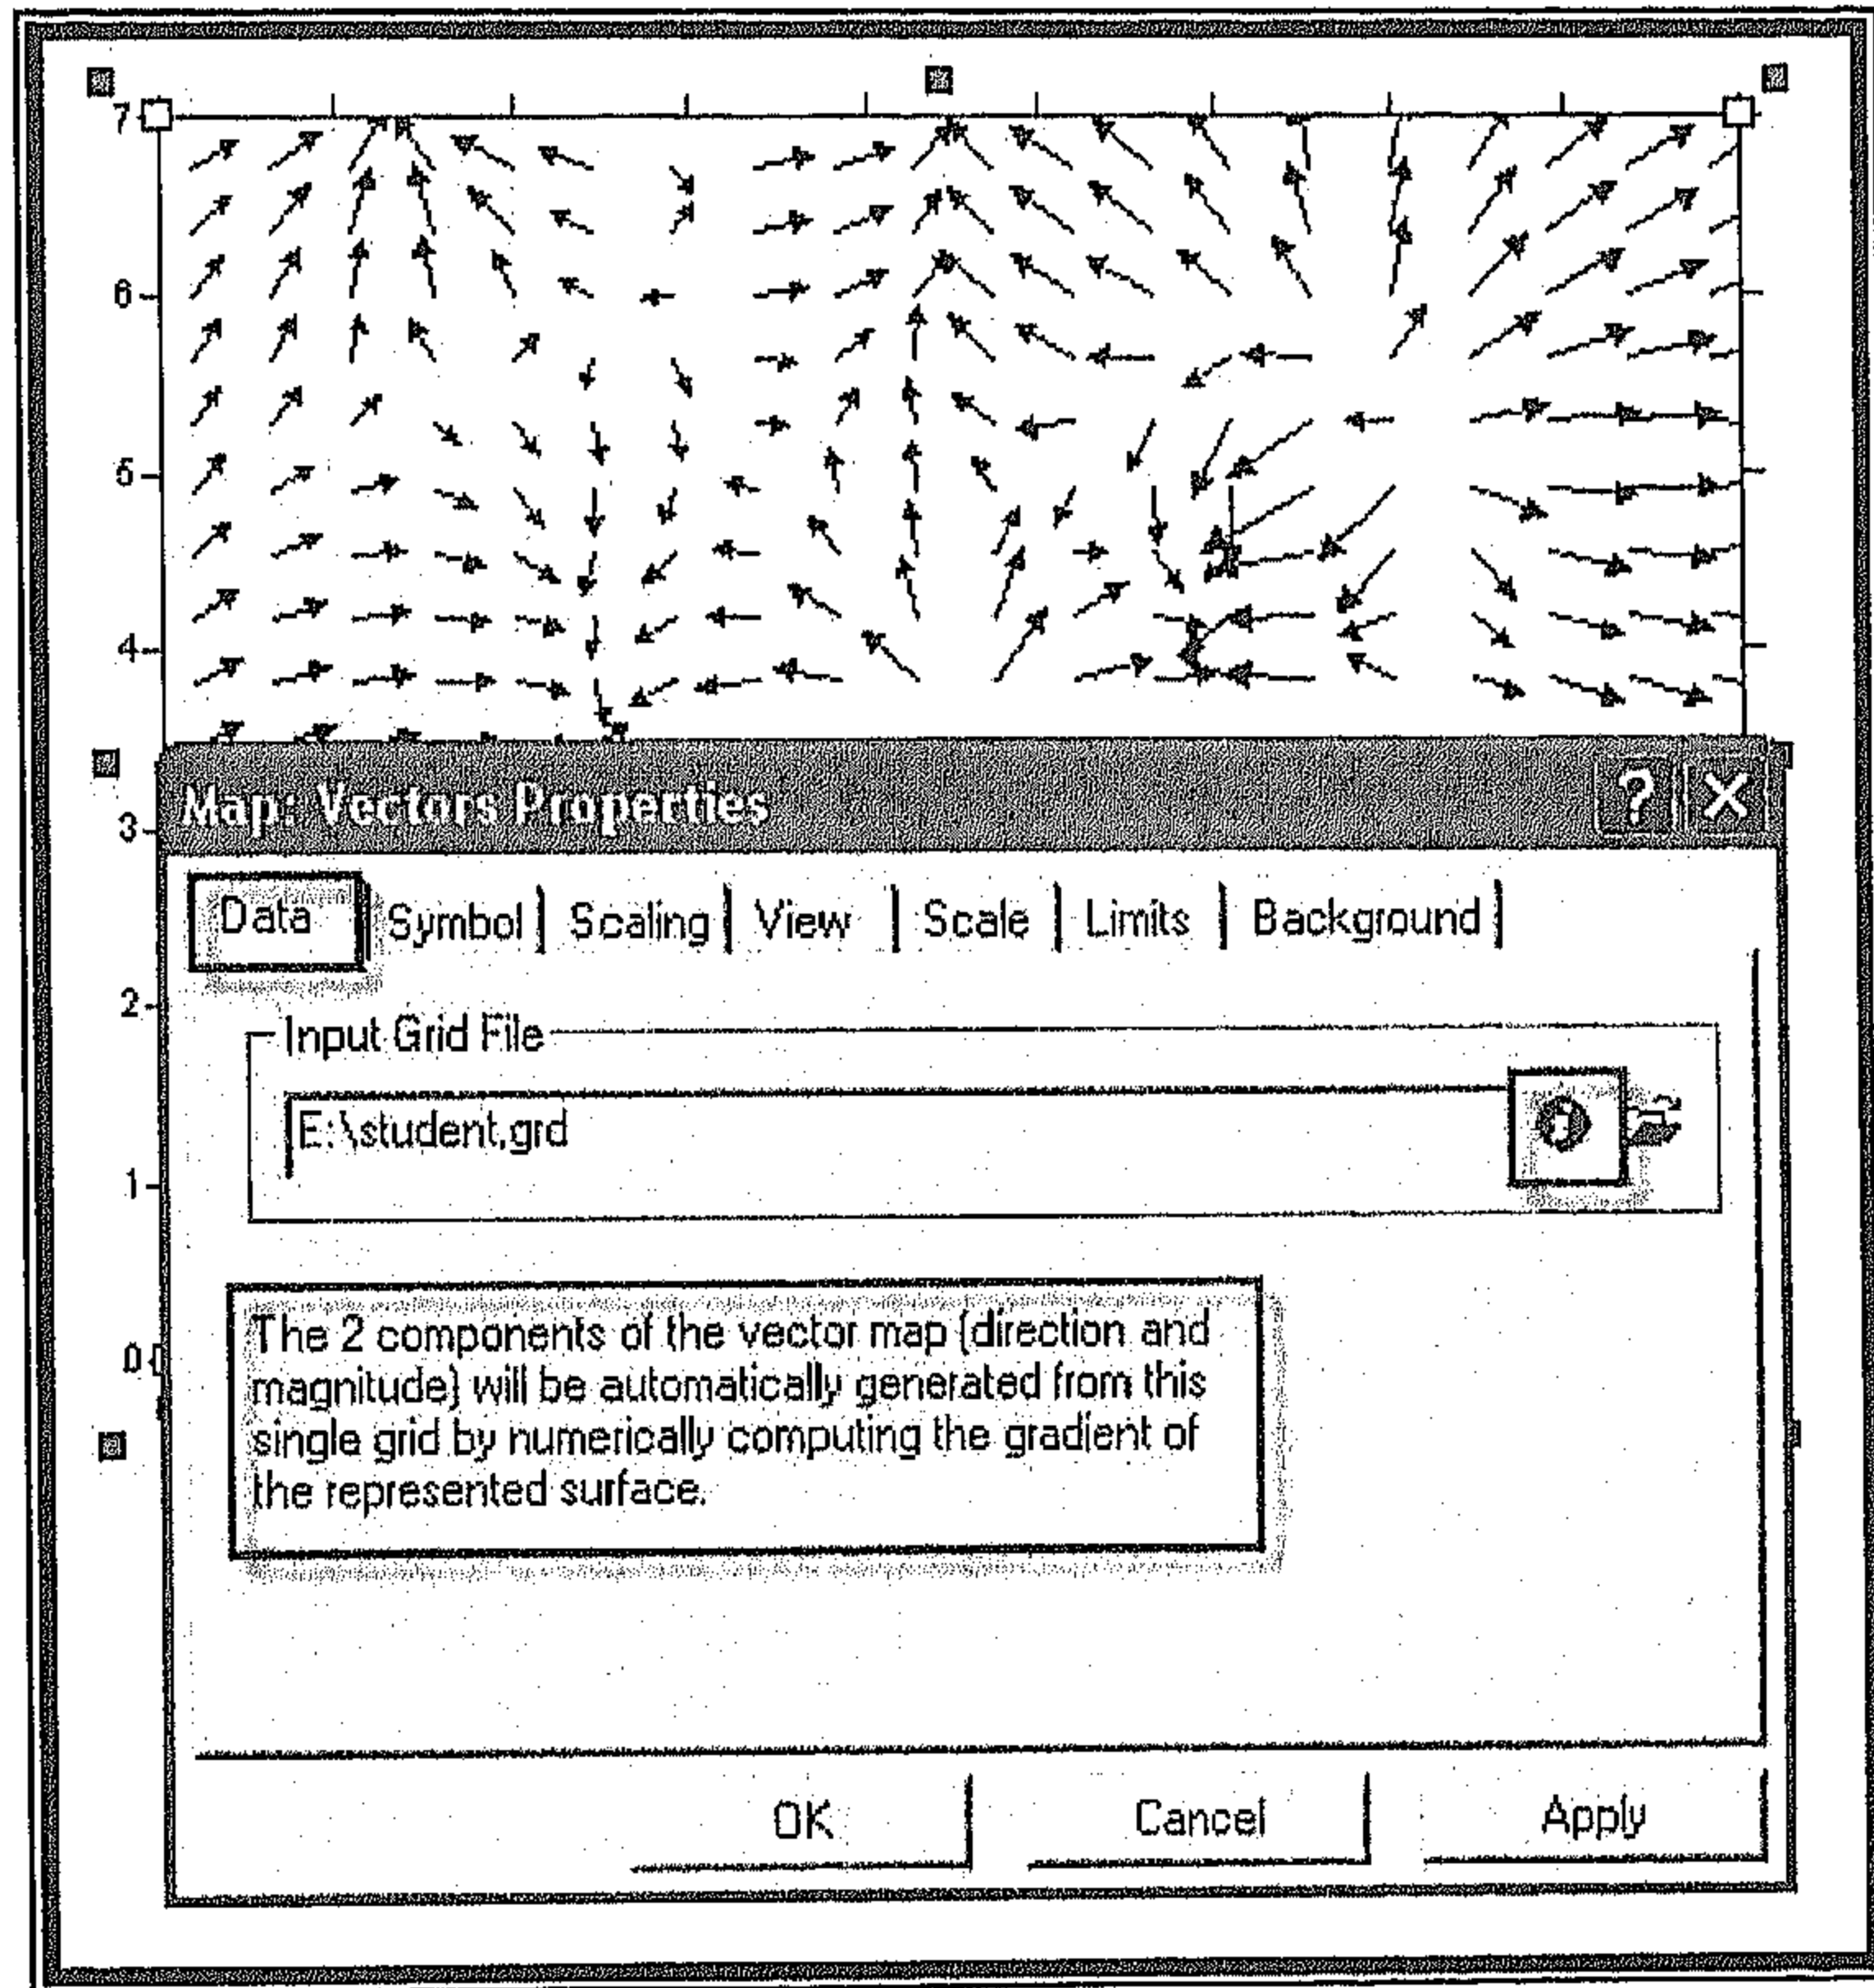 7
6
5
4
3
2
1
0
Map: Vectors Properties
? X
Data Symbol Scaling View Scale Limits Background
Input Grid File
E:\student.grd
The 2 components of the vector map (direction and
magnitude) will be automatically generated from this
single grid by numerically computing the gradient of
the represented surface.
OK Cancel Apply